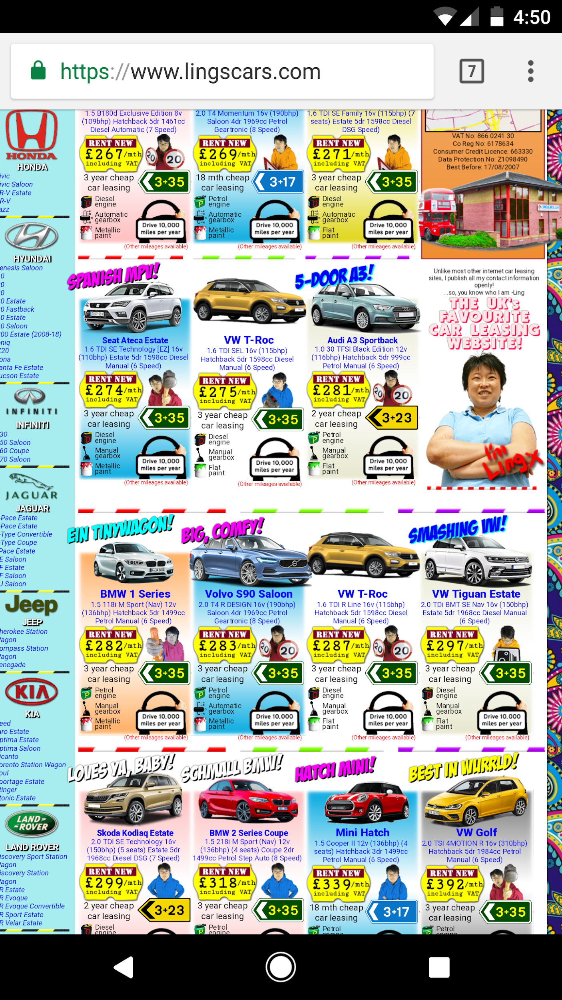 4:50
https://www.lingscars.com
7
HONDA
HONDA
ivic
ivic Saloon
R-V Estate
R-V
azz
HYUNDAI
enesis Saloon
0
0
0
0 Estate
0 Fastback
0 Estate
0 Saloon
00 Estate (2008-18)
oniq
X20
ona
anta Fe Estate
ucson Estate
INFINITI
INFINITI
30
50 Saloon
60 Coupe
70 Saloon
JAGUAR
JAGUAR
-Pace Estate
-Pace Estate
-Type Convertible
-Type Coupe
Pace Estate
E Saloon
F Estate
F Saloon
J Saloon
Jeep
JEEP
herokee Station
Wagon
ompass Station
Wagon
enegade
KIA
KIA
eed
iro Estate
ptima Estate
ptima Saloon
icanto
orento Station Wagon
oul
portage Estate
tinger
tonic Estate
LAND-
-ROVER
LAND ROVER
iscovery Sport Station
Wagon
iscovery Station
Wagon
R Estate
R Evoque
R Evoque Convertible
R Sport Estate
R Velar Estate
1.5 B180d Exclusive Edition 8v
(109bhp) Hatchback 5dr 1461cc
Diesel Automatic (7 Speed)
RENT NEW
£267/mth
including VAT
20
20
3 year cheap
car leasing
3+35
Diesel
engine
Automatic
gearbox
Metallic
paint
Drive 10,000
miles per year
(Other mileages available)
2.0 T4 Momentum 16v (190bhp)
Saloon 4dr 1969cc Petrol
Geartronic (8 Speed)
RENT NEW
£269/mth
including VAT
18 mth cheap
car leasing
3+17
P
Petrol
engine
Automatic
gearbox
Metallic
paint
Drive 10,000
miles per year
(Other mileages available)
1.6 TDI SE Family 16v (115bhp) (7
seats) Estate 5dr 1598cc Diesel
DSG Speed)
RENT NEW
£271/mth
including VAT
3 year cheap
car leasing
3+35
Diesel
engine
Automatic
gearbox
Flat
paint
Drive 10,000
miles per year
(Other mileages available)
VAT No: 866 0241 30
Co Reg No: 6178634
Consumer Credit Licence: 663330
Data Protection No: Z1098490
Best Before: 17/08/2007
LINGsCARS.com
Unlike most other internet car leasing
sites, I publish all my contact information
openly!
...so, you know who I am -Ling
THE UK's
FAVOURITE
CAR LEASING
WEBSITE!
I'm
Ling X
SPANISH MPV!
Seat Ateca Estate
1.6 TDI SE Technology [EZ] 16v
(110bhp) Estate 5dr 1598cc Diesel
Manual (6 Speed)
RENT NEW
£274/mth
including VAT
3 year cheap
car leasing
3+35
D
Diesel
engine
Manual
gearbox
Metallic
paint
Drive 10,000
miles per year
(Other mileages available)
VW T-Roc
1.6 TDI SEL 16v (115bhp)
Hatchback 5dr 1598cc Diesel
Manual (6 Speed)
RENT NEW
£275/mth
including VAT
3 year cheap
car leasing
3+35
D
Diesel
engine
Manual
gearbox
Flat
paint
Drive 10,000
miles per year
(Other mileages available)
5-DOOR A3!
Audi A3 Sportback
1.0 30 TFSI Black Edition 12v
(116bhp) Hatchback 5dr 999cc
Petrol Manual (6 Speed)
RENT NEW
£281/mth
including VAT
20
20
2 year cheap
car leasing
3+23
P
Petrol
engine
Manual
gearbox
Flat
paint
Drive 10,000
miles per year
(Other mileages available)
EIN TINYWAGON!
BMW 1 Series
1.5 118i M Sport (Nav) 12v
(136bhp) Hatchback 5dr 1499cc
Petrol Manual (6 Speed)
RENT NEW
£282/mth
including VAT
3 year cheap
car leasing
3+35
P
Petrol
engine
Manual
gearbox
Metallic
paint
Drive 10,000
miles per year
(Other mileages available)
BIG, COMFY!
Volvo S90 Saloon
2.0 T4 R DESIGN 16v (190bhp)
Saloon 4dr 1969cc Petrol
Geartronic (8 Speed)
RENT NEW
£283/mth
including VAT
20
20
3 year cheap
car leasing
3+35
P
Petrol
engine
Automatic
gearbox
Metallic
paint
Drive 10,000
miles per year
(Other mileages available)
VW T-Roc
1.6 TDI R Line 16v (115bhp)
Hatchback 5dr 1598cc Diesel
Manual (6 Speed)
RENT NEW
£287/mth
including VAT
20
20
3 year cheap
car leasing
3+35
D
Diesel
engine
Manual
gearbox
Flat
paint
Drive 10,000
miles per year
(Other mileages available)
SMASHING VW!
VW Tiguan Estate
2.0 TDi BMT SE Nav 16v (150bhp)
Estate 5dr 1968cc Diesel Manual
(6 Speed)
RENT NEW
£297/mth
including VAT
3 year cheap
car leasing
3+35
D
Diesel
engine
Manual
gearbox
Flat
paint
Drive 10,000
miles per year
(Other mileages available)
LOVES YA, BABY!
Skoda Kodiaq Estate
2.0 TDI SE Technology 16v
(150bhp) (5 seats) Estate 5dr
1968cc Diesel DSG (7 Speed)
RENT NEW
£299/mth
including VAT
2 year cheap
car leasing
3+23
Diesel
engine
SCHMALL BMW!
BMW 2 Series Coupe
1.5 218i M Sport (Nav) 12v
(136bhp) (4 seats) Coupe 2dr
1499cc Petrol Step Auto (8 Speed)
RENT NEW
£318/mth
including VAT
3 year cheap
car leasing
3+35
Petrol
engine
HATCH MINI!
Mini Hatch
1.5 Cooper II 12v (136bhp) (4
seats) Hatchback 3dr 1499cc
Petrol Manual (6 Speed)
RENT NEW
£339/mth
including VAT
18 mth cheap
car leasing
3+17
Petrol
engine
BEST IN WURRLD!
VW Golf
2.0 TSI 4MOTION R 16v (310bhp)
Hatchback 5dr 1984cc Petrol
Manual (6 Speed)
RENT NEW
£392/mth
including VAT
3 year cheap
car leasing
3+35
Petrol
engine